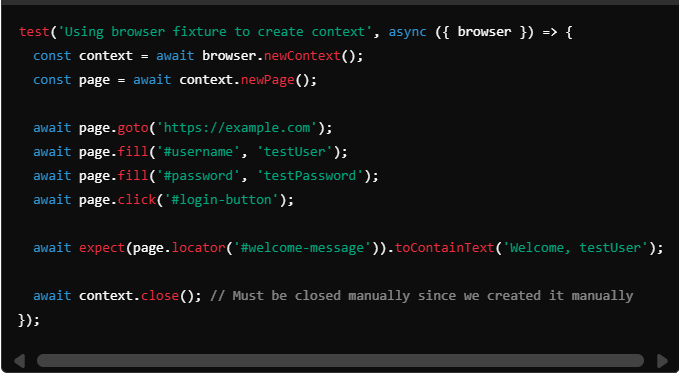 test('Using browser fixture to create context', async ({ browser }) => {
  const context = await browser.newContext();
  const page = await context.newPage();

  await page.goto('https://example.com');
  await page.fill('#username', 'testUser');
  await page.fill('#password', 'testPassword');
  await page.click('#login-button');

  await expect(page.locator('#welcome-message')).toContainText('Welcome, testUser');

  await context.close(); // Must be closed manually since we created it manually
});